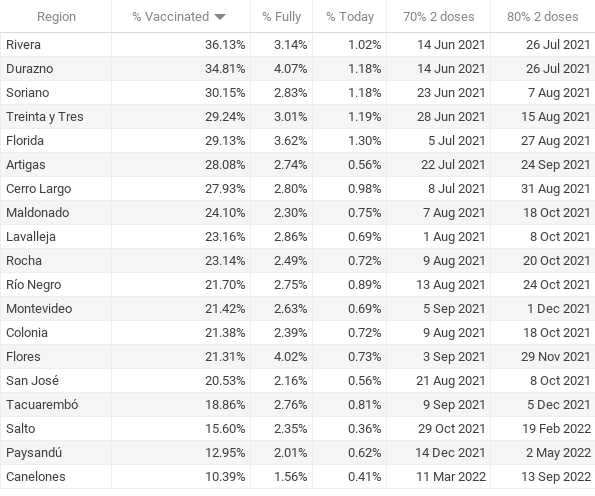 Region % Vaccinated % Fully % Today 70% 2 doses 80% 2 doses
Rivera 36.13% 3.14% 1.02% 14 Jun 2021 26 Jul 2021
Durazno 34.81% 4.07% 1.18% 14 Jun 2021 26 Jul 2021
Soriano 30.15% 2.83% 1.18% 23 Jun 2021 7 Aug 2021
Treinta y Tres 29.24% 3.01% 1.19% 28 Jun 2021 15 Aug 2021
Florida 29.13% 3.62% 1.30% 5 Jul 2021 27 Aug 2021
Artigas 28.08% 2.74% 0.56% 22 Jul 2021 24 Sep 2021
Cerro Largo 27.93% 2.80% 0.98% 8 Jul 2021 31 Aug 2021
Maldonado 24.10% 2.30% 0.75% 7 Aug 2021 18 Oct 2021
Lavalleja 23.16% 2.86% 0.69% 1 Aug 2021 8 Oct 2021
Rocha 23.14% 2.49% 0.72% 9 Aug 2021 20 Oct 2021
Río Negro 21.70% 2.75% 0.89% 13 Aug 2021 24 Oct 2021
Montevideo 21.42% 2.63% 0.69% 5 Sep 2021 1 Dec 2021
Colonia 21.38% 2.39% 0.72% 9 Aug 2021 18 Oct 2021
Flores 21.31% 4.02% 0.73% 3 Sep 2021 29 Nov 2021
San José 20.53% 2.16% 0.56% 21 Aug 2021 8 Oct 2021
Tacuarembó 18.86% 2.76% 0.81% 9 Sep 2021 5 Dec 2021
Salto 15.60% 2.35% 0.36% 29 Oct 2021 19 Feb 2022
Paysandú 12.95% 2.01% 0.62% 14 Dec 2021 2 May 2022
Canelones 10.39% 1.56% 0.41% 11 Mar 2022 13 Sep 2022